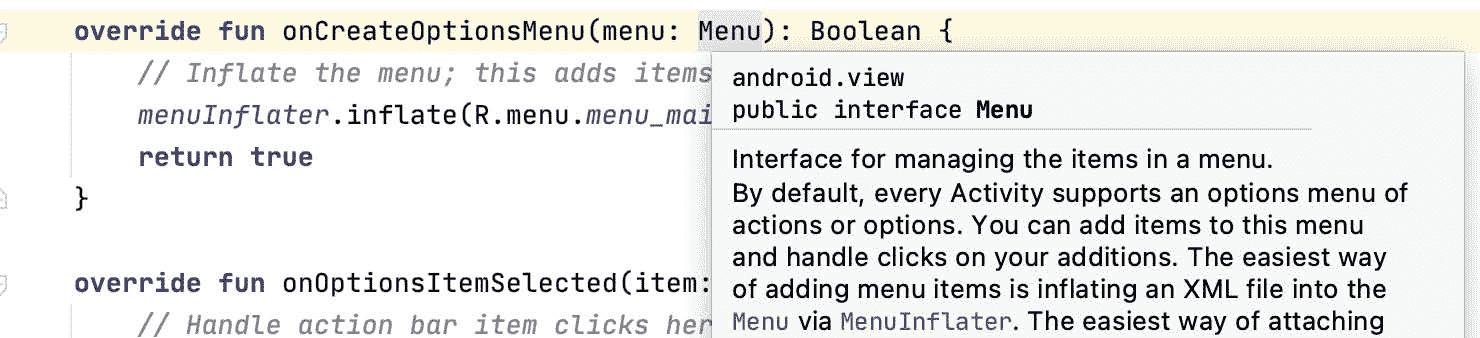 override fun onCreateOptionsMenu(menu: Menu): Boolean {
// Inflate the menu; this adds items
menuInflater.inflate(R.menu.menu_mai
return true
}
override fun onOptionsItemSelected(item:
// Handle action bar item clicks her
android.view
public interface Menu
Interface for managing the items in a menu.
By default, every Activity supports an options menu of
actions or options. You can add items to this menu
and handle clicks on your additions. The easiest way
of adding menu items is inflating an XML file into the
Menu via MenuInflater. The easiest way of attaching